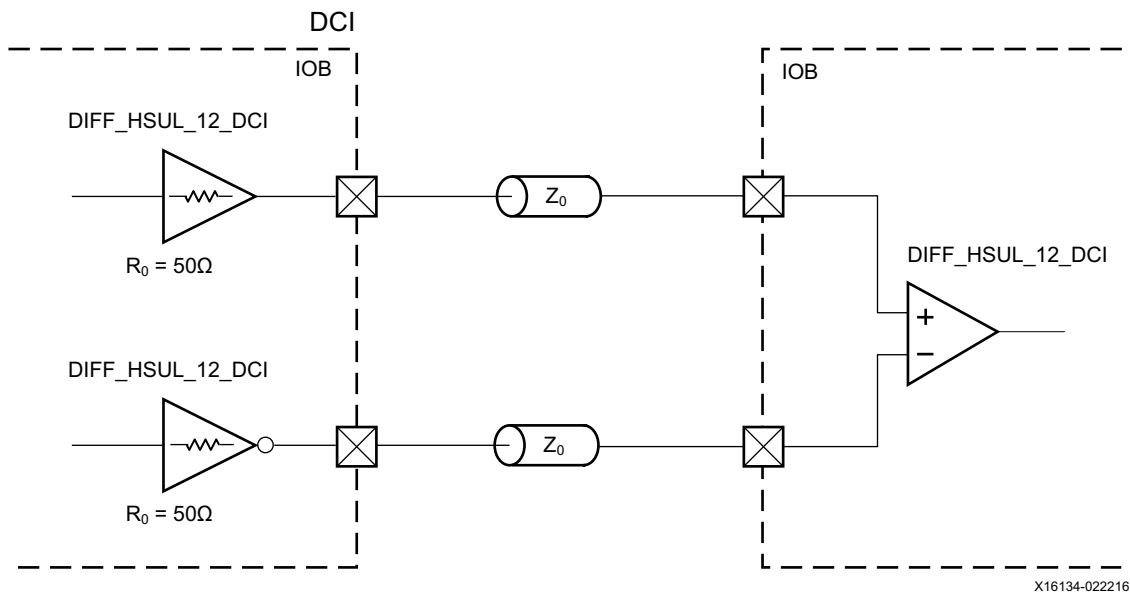 DCI
IOB
IOB
DIFF_HSUL_12_DCI
Z₀
R₀ = 50Ω
DIFF_HSUL_12_DCI
+
−
DIFF_HSUL_12_DCI
Z₀
R₀ = 50Ω
X16134-022216